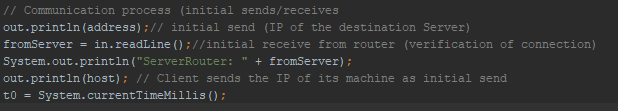 // Communication process (initial sends/receives
out.println(address);// initial send (IP of the destination Server)
fromServer = in.readLine();//initial receive from router (verification of connection)
System.out.println("ServerRouter: " + fromServer);
out.println(host); // Client sends the IP of its machine as initial send
t0 = System.currentTimeMillis();